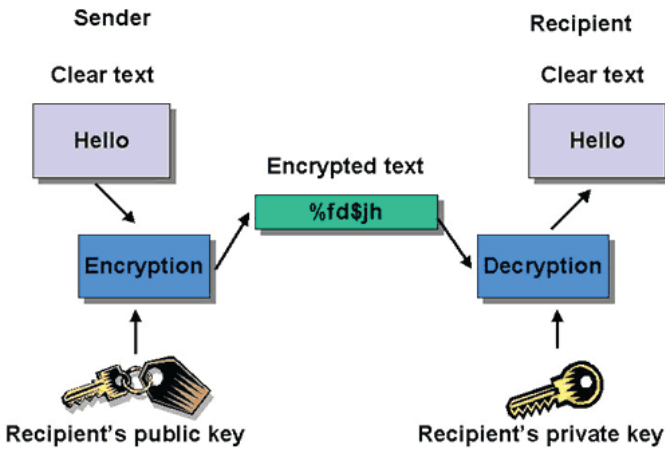 Sender
Recipient
Clear text
Clear text
Hello
Hello
Encrypted text
%fd$jh
Encryption
Decryption
Recipient's public key
Recipient's private key